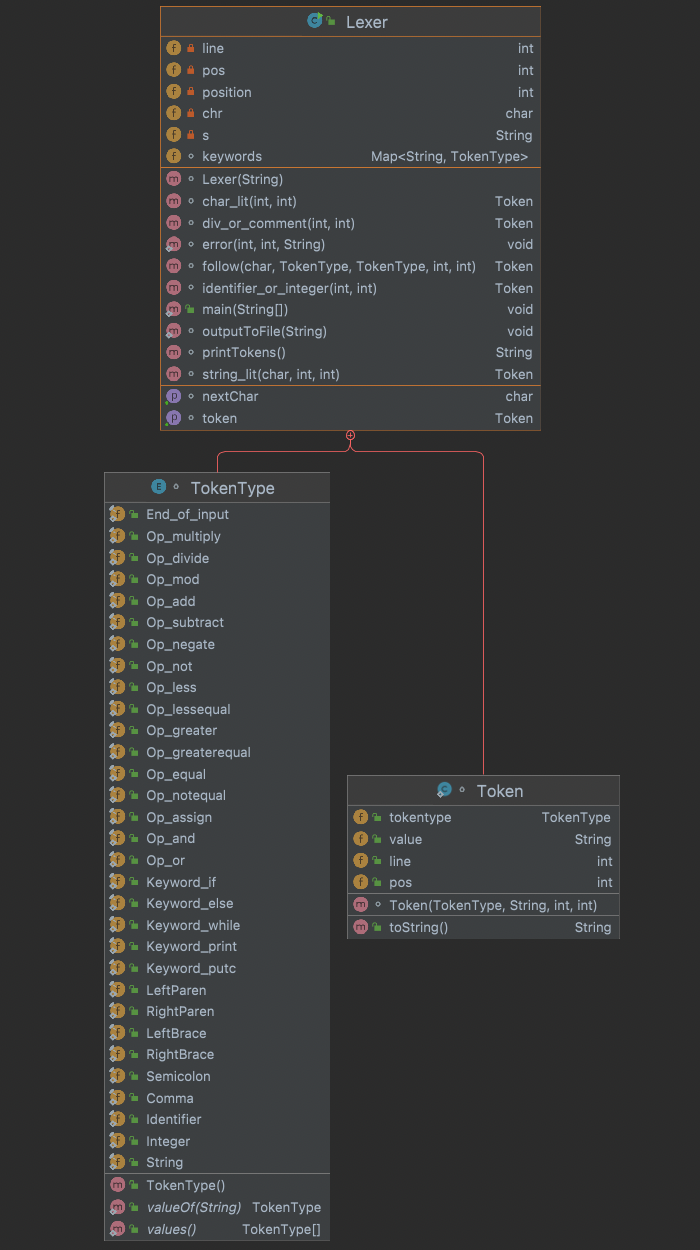 Lexer
line int
pos int
position int
chr char
s String
keywords Map<String, TokenType>
Lexer(String)
char_lit(int, int) Token
div_or_comment(int, int) Token
error(int, int, String) void
follow(char, TokenType, TokenType, int, int) Token
identifier_or_integer(int, int) Token
main(String[]) void
outputToFile(String) void
printTokens() String
string_lit(char, int, int) Token
nextChar char
token Token
TokenType
End_of_input
Op_multiply
Op_divide
Op_mod
Op_add
Op_subtract
Op_negate
Op_not
Op_less
Op_lessequal
Op_greater
Op_greaterequal
Op_equal
Op_notequal
Op_assign
Op_and
Op_or
Keyword_if
Keyword_else
Keyword_while
Keyword_print
Keyword_putc
LeftParen
RightParen
LeftBrace
RightBrace
Semicolon
Comma
Identifier
Integer
String
TokenType()
valueOf(String) TokenType
values() TokenType[]
Token
tokentype TokenType
value String
line int
pos int
Token(TokenType, String, int, int)
toString() String